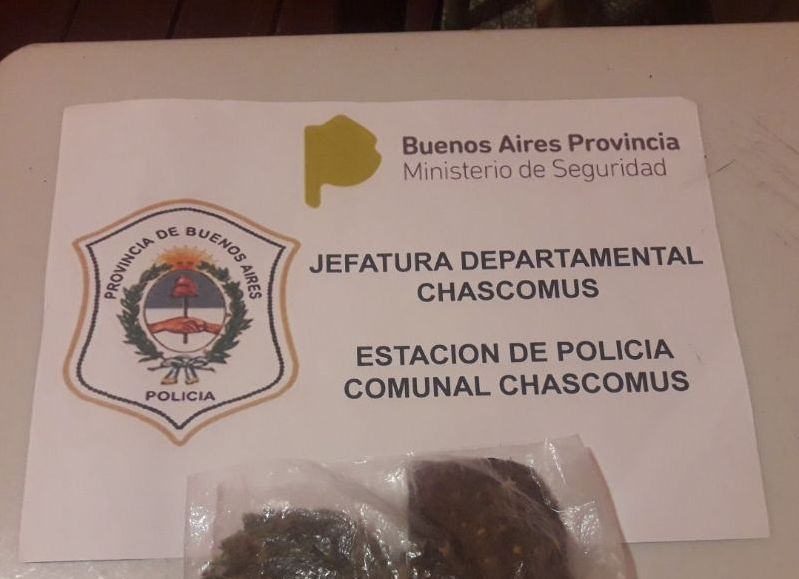 Buenos Aires Provincia
Ministerio de Seguridad
PROVINCIA DE BUENOS AIRES
POLICIA
JEFATURA DEPARTAMENTAL
CHASCOMUS
ESTACION DE POLICIA
COMUNAL CHASCOMUS